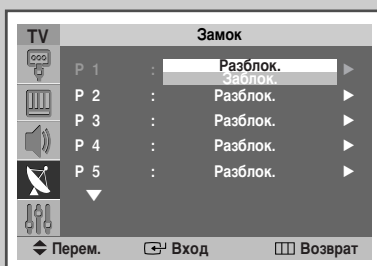 TV Замок
P 1 : Разблок.
Заблок.
P 2 : Разблок.
P 3 : Разблок.
P 4 : Разблок.
P 5 : Разблок.
Перем. Вход Возврат